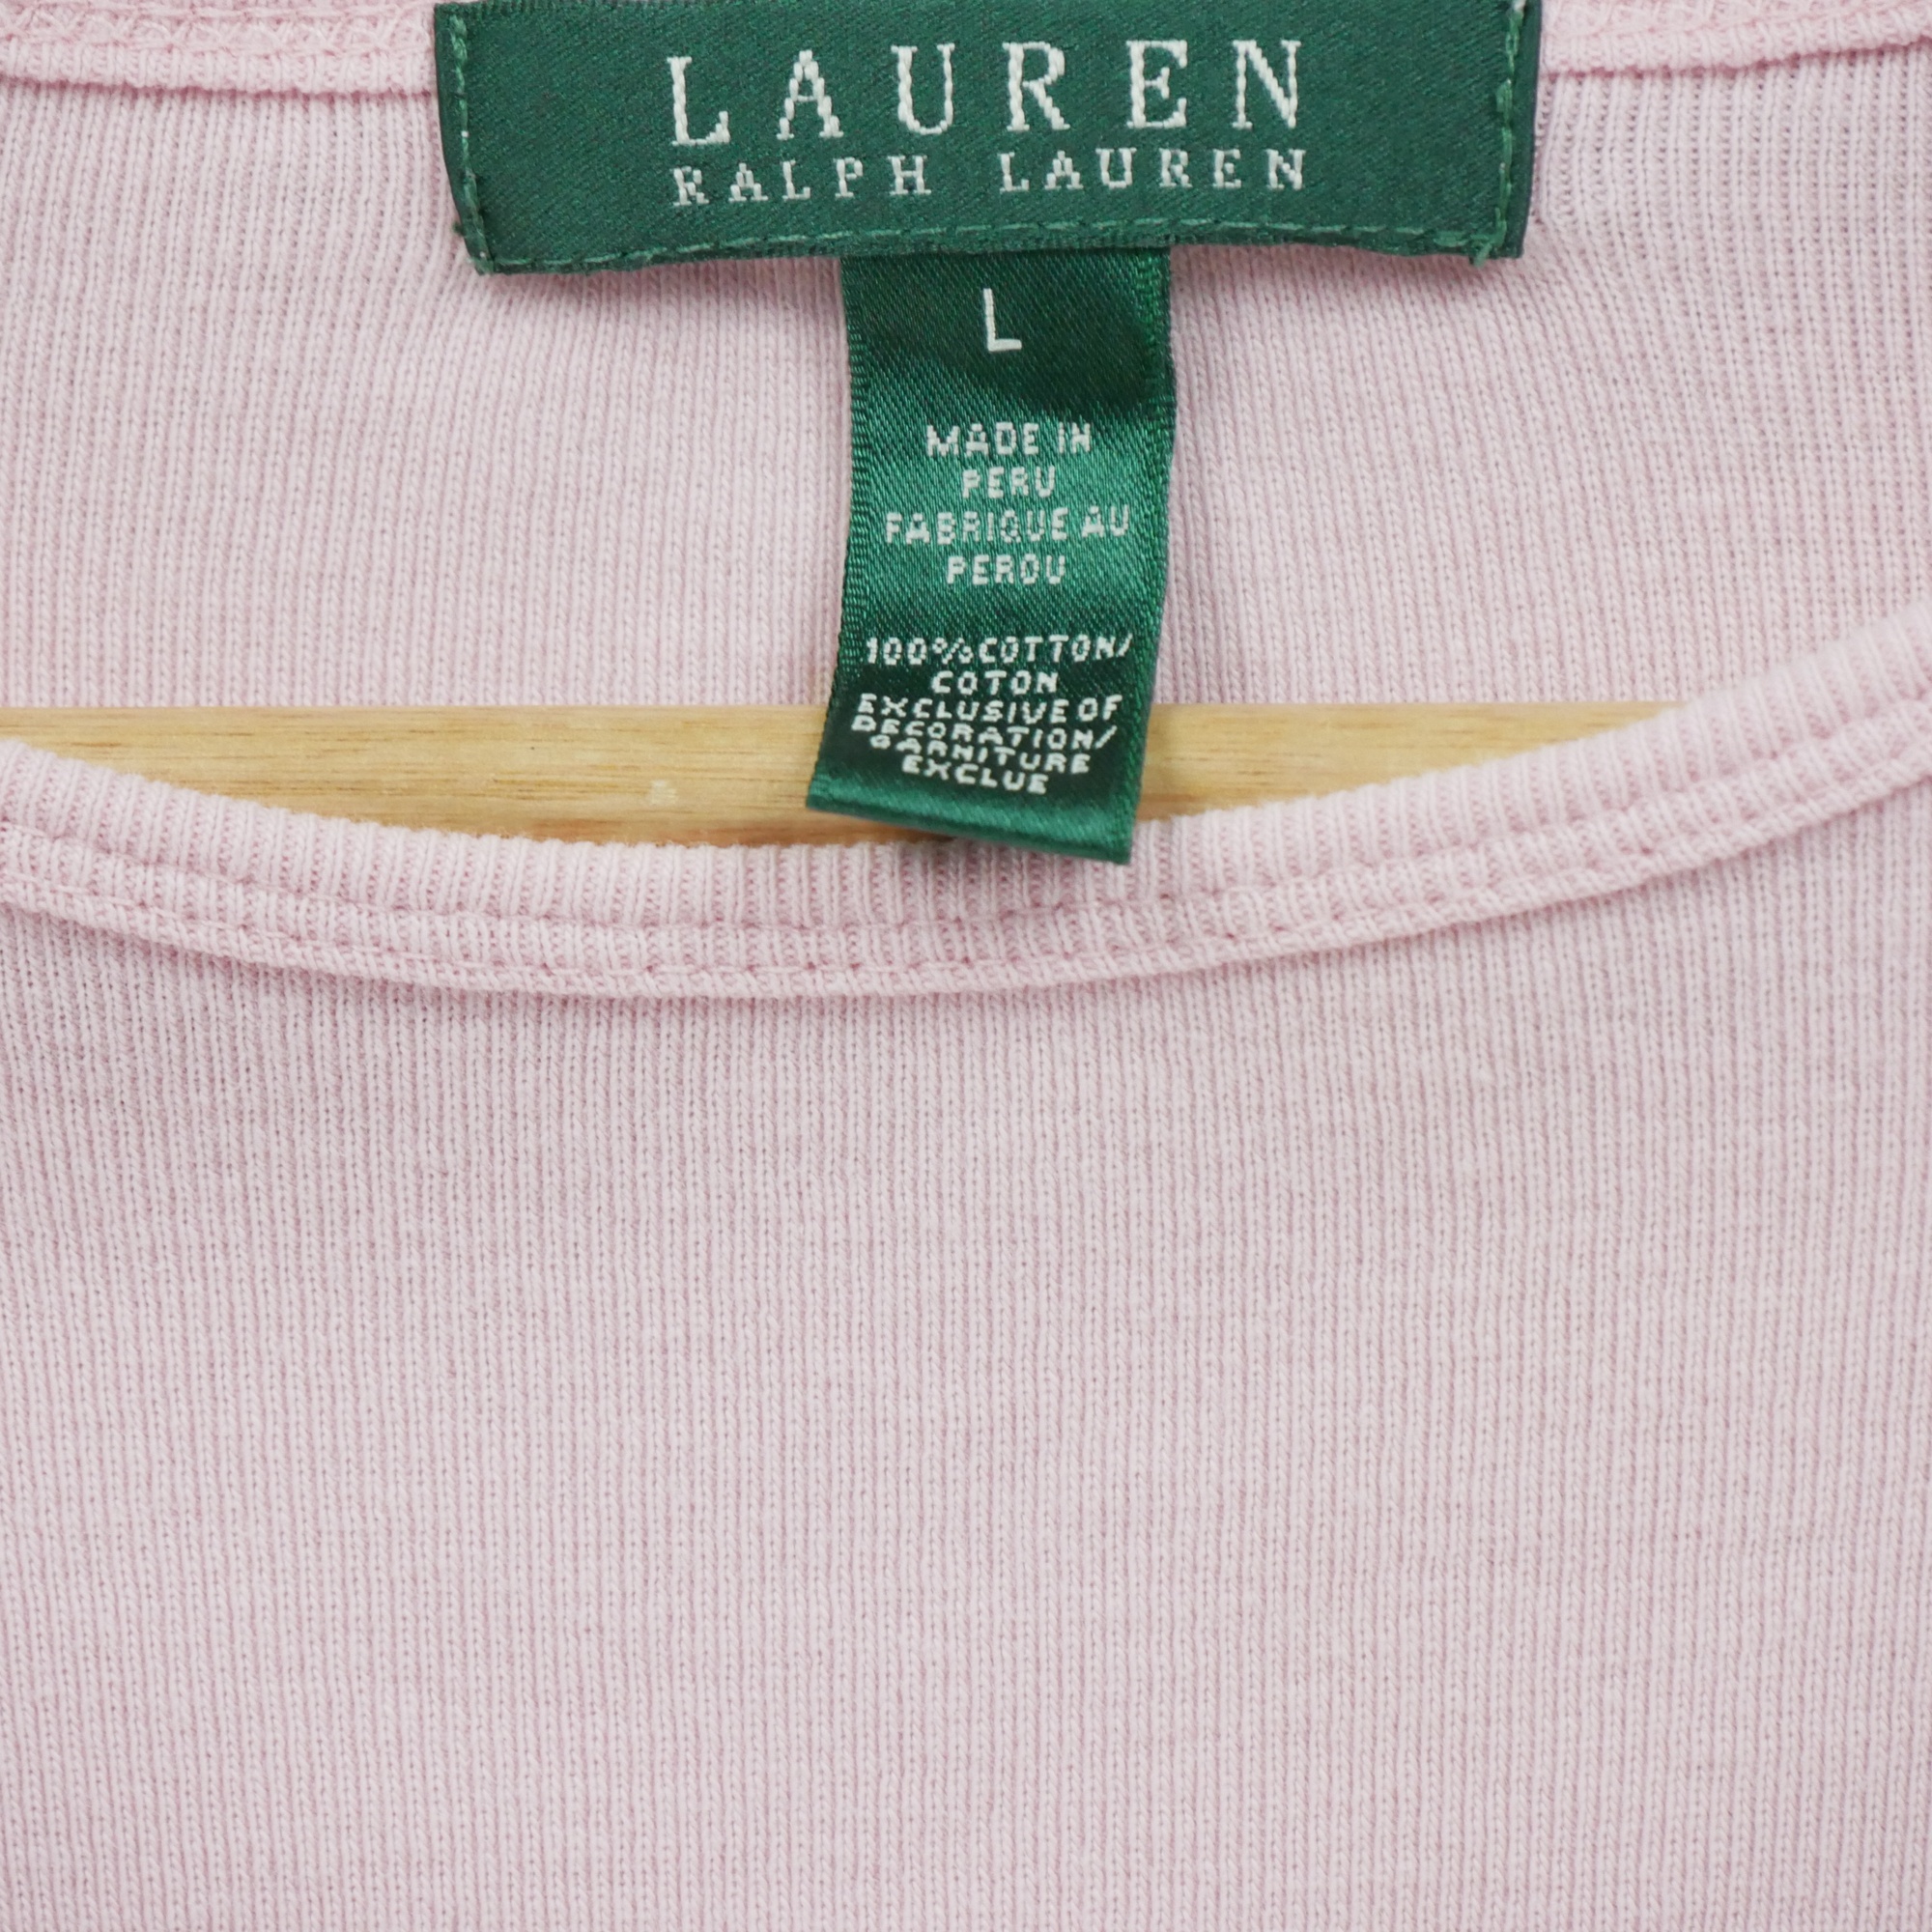 LAUREN
RALPH LAUREN
L
MADE IN
PERU
FABRIQUE AU
PEROU
100%COTTON/
COTON
EXCLUSIVE OF
DECORATION/
GARNITURE
EXCLUE